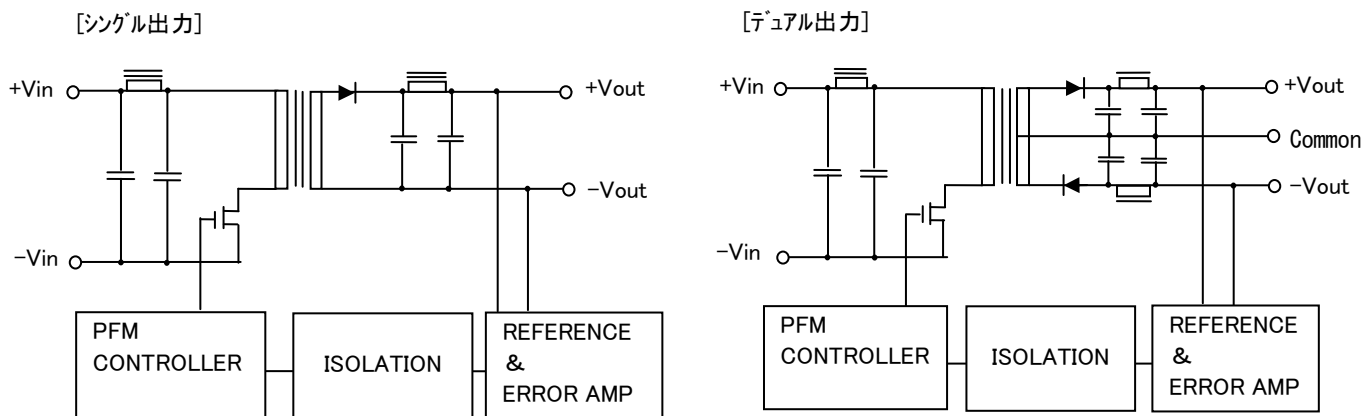 [シングル出力]
+Vin
+Vout
-Vout
-Vin
PFM
CONTROLLER
ISOLATION
REFERENCE
&
ERROR AMP
[デュアル出力]
+Vin
+Vout
Common
-Vout
-Vin
PFM
CONTROLLER
ISOLATION
REFERENCE
&
ERROR AMP